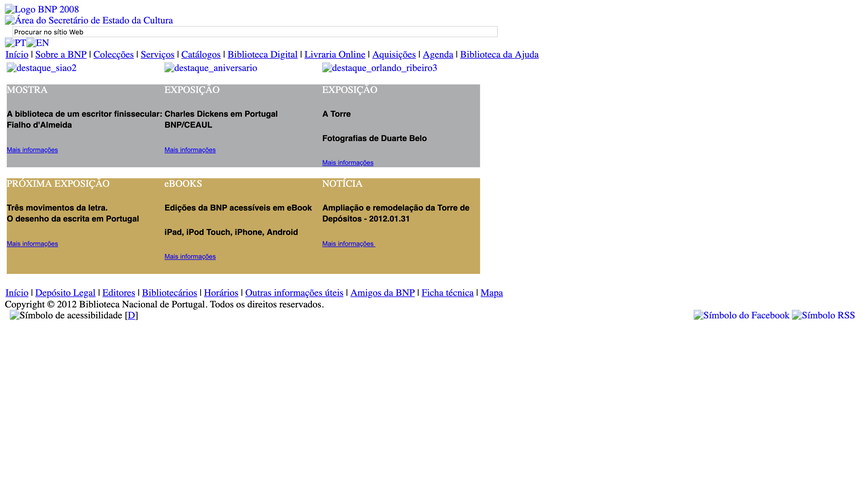 Logo BNP 2008
Área do Secretário de Estado da Cultura
Procurar no sítio Web
PT EN
Início | Sobre a BNP | Colecções | Serviços | Catálogos | Biblioteca Digital | Livraria Online | Aquisições | Agenda | Biblioteca da Ajuda
destaque_siao2 destaque_aniversario destaque_orlando_ribeiro3
MOSTRA
A biblioteca de um escritor finissecular:
Fialho d'Almeida
Mais informações
EXPOSIÇÃO
Charles Dickens em Portugal
BNP/CEAUL
Mais informações
EXPOSIÇÃO
A Torre
Fotografias de Duarte Belo
Mais informações
PRÓXIMA EXPOSIÇÃO
Três movimentos da letra.
O desenho da escrita em Portugal
Mais informações
eBOOKS
Edições da BNP acessíveis em eBook
iPad, iPod Touch, iPhone, Android
Mais informações
NOTÍCIA
Ampliação e remodelação da Torre de
Depósitos - 2012.01.31
Mais informações
Início | Depósito Legal | Editores | Bibliotecários | Horários | Outras informações úteis | Amigos da BNP | Ficha técnica | Mapa
Copyright © 2012 Biblioteca Nacional de Portugal. Todos os direitos reservados.
Símbolo de acessibilidade [D] Símbolo do Facebook Símbolo RSS